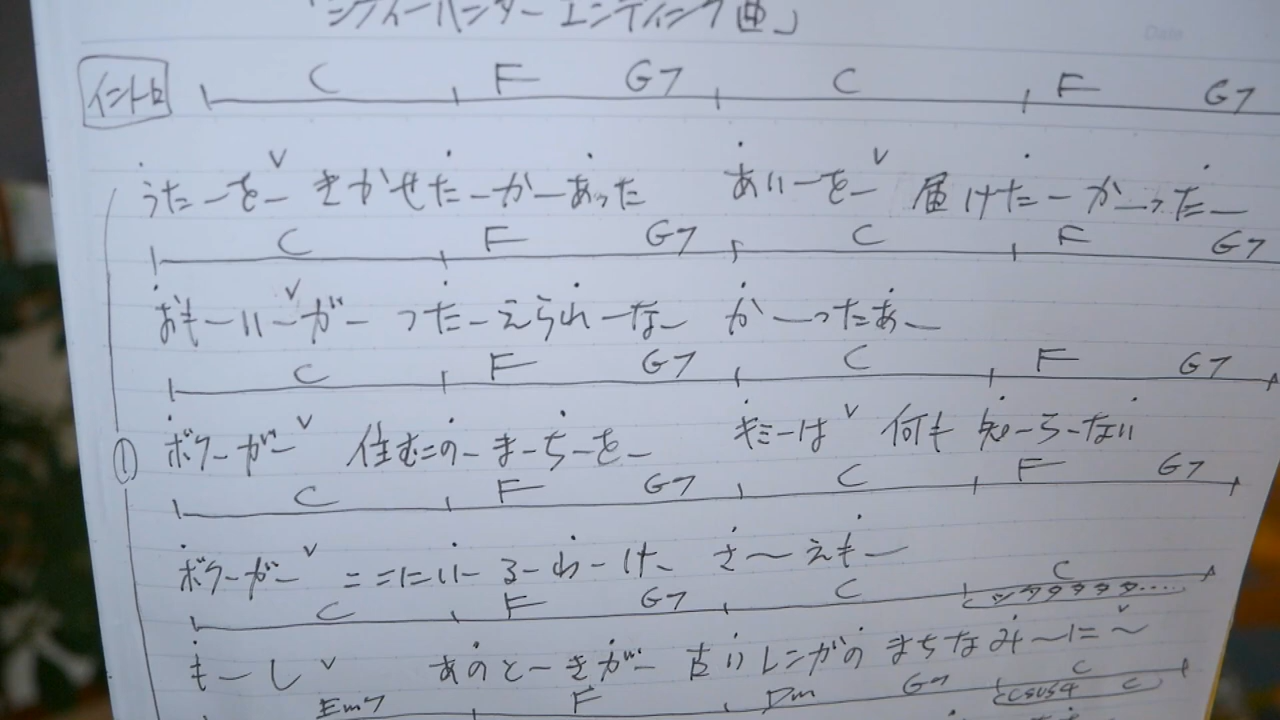 「シティーハンター エンディング曲」
Date
イントロ C F G7 C F G7
うたーをー きかせたーかーあった あいーをー 届けたーかーったー
C F G7 C F G7
おもーいーがー つたーえられーなー かーーったあー
C F G7 C F G7
① ボクーがー 住むこのーまーちーをー キミーは 何も 知ーらーない
C F G7 C F G7
ボクーがー ここにいーるーわーけー さ〜えもー
C F G7 C C
もーし あのとーきがー 古いレンガの まちなみ〜に〜
Em7 F Dm G7 C
Csus4 C